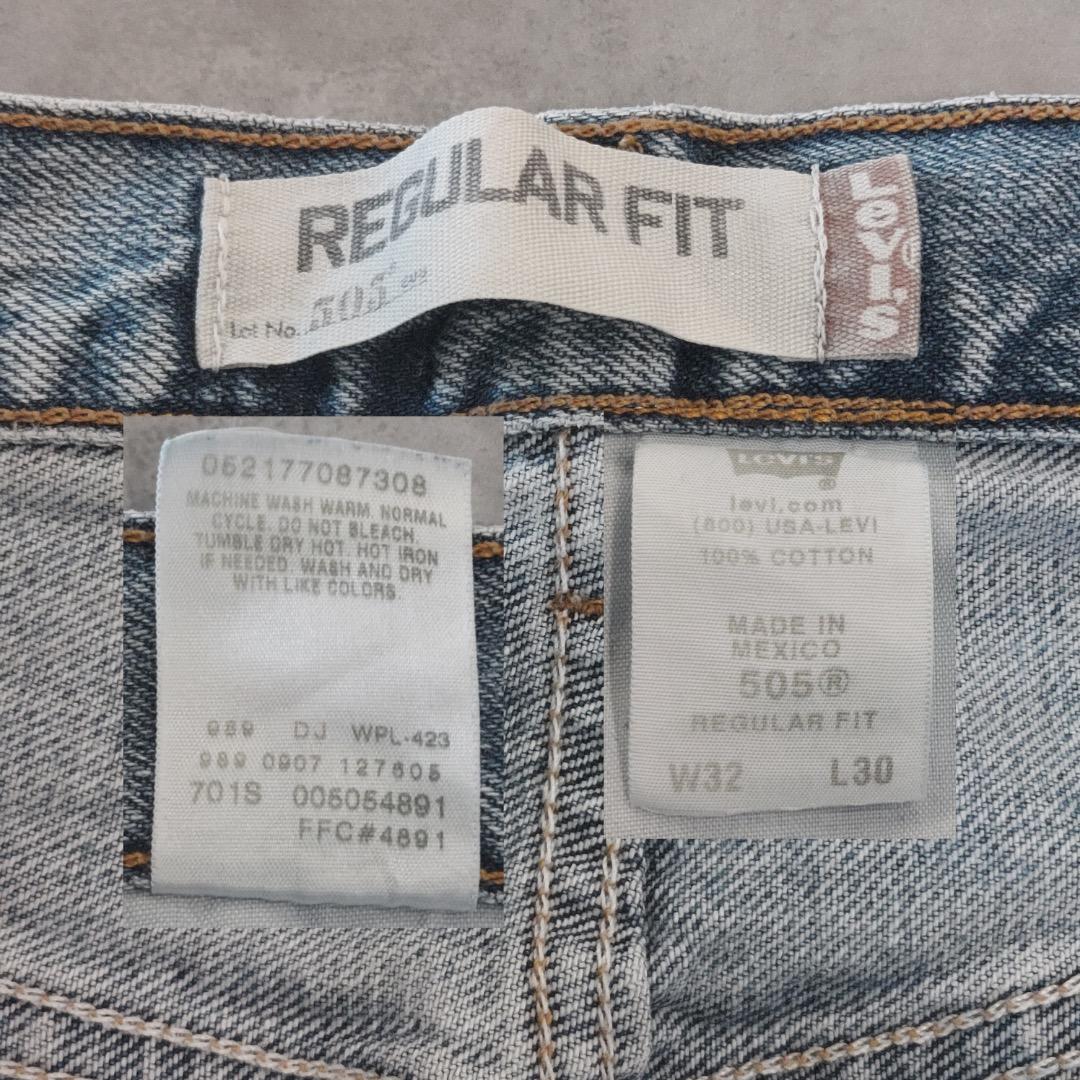 REGULAR FIT
Lot No. 505
Levi's®
052177087308
MACHINE WASH WARM. NORMAL
CYCLE. DO NOT BLEACH.
TUMBLE DRY HOT. HOT IRON
IF NEEDED. WASH AND DRY
WITH LIKE COLORS.
989 DJ WPL-423
989 0907 127605
701S 005054891
FFC#4891
LEVI'S
®
levi.com
(800) USA-LEVI
100% COTTON
MADE IN
MEXICO
505®
REGULAR FIT
W32 L30